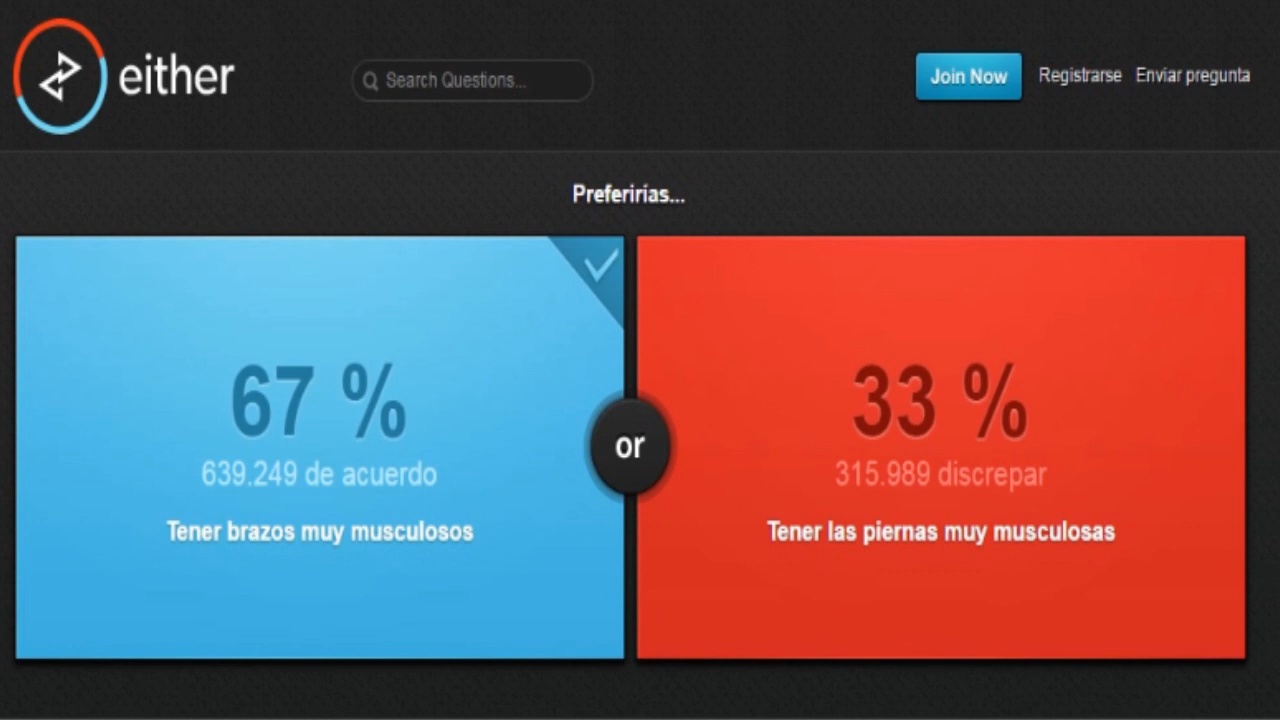 either
Search Questions...
Join Now Registrarse Enviar pregunta
Preferirías...
67 %
639.249 de acuerdo
Tener brazos muy musculosos
or
33 %
315.989 discrepar
Tener las piernas muy musculosas